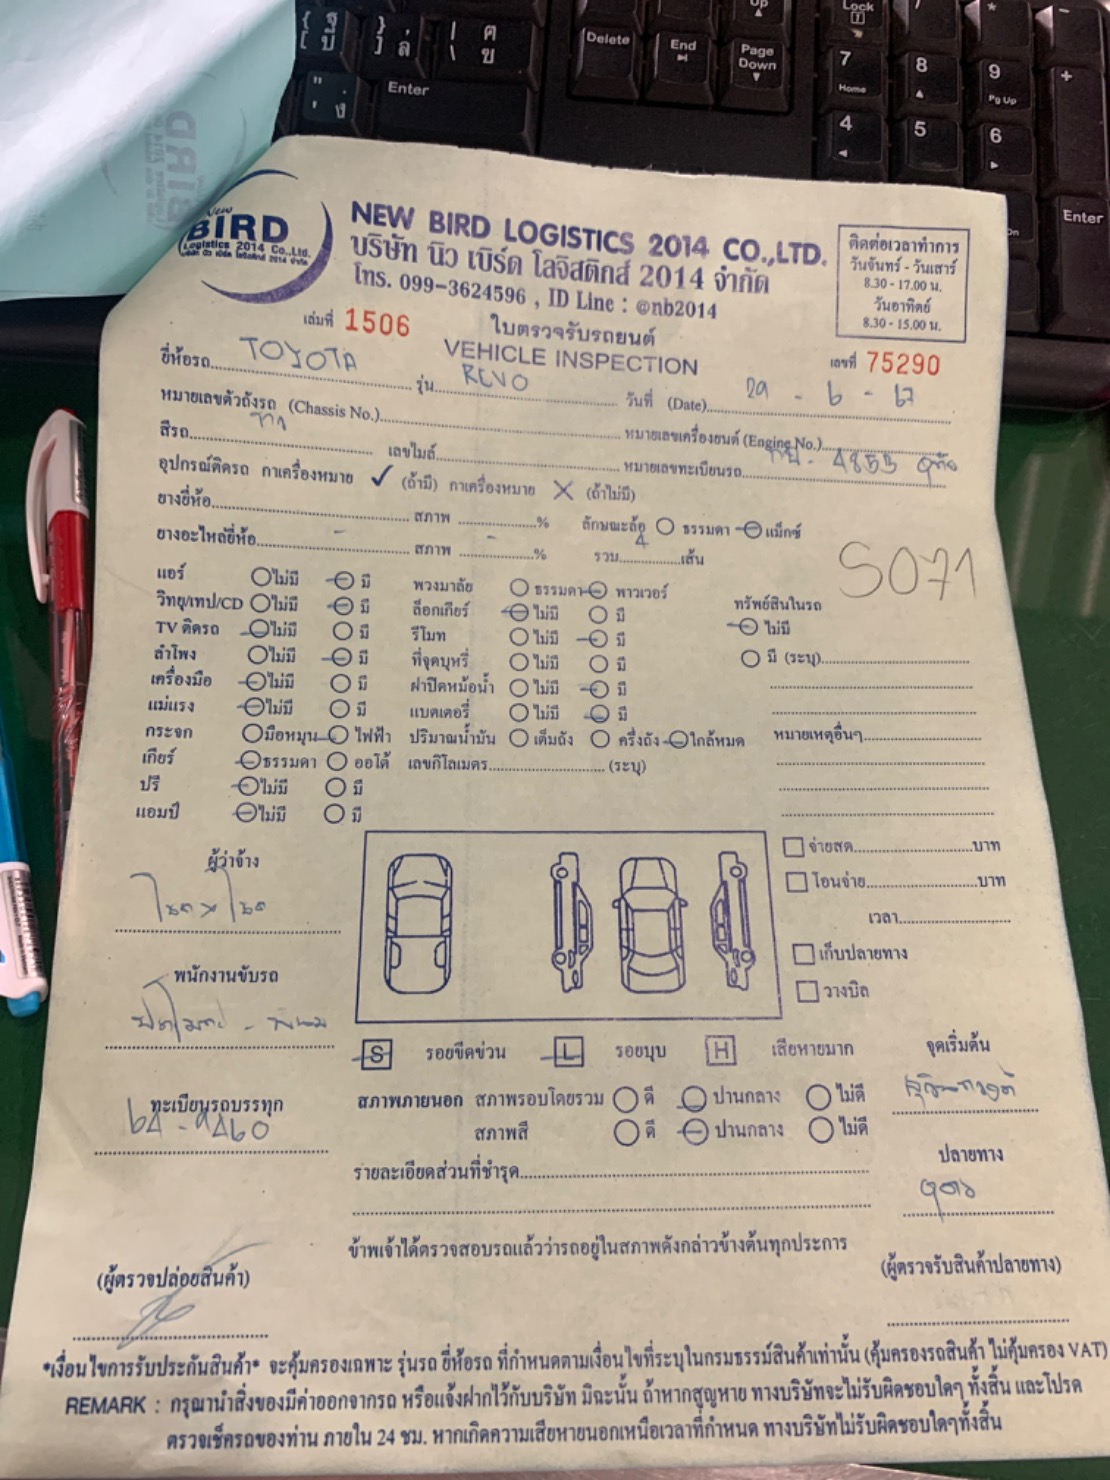 { ฐ
[ บ
} ,
] ล
| ฅ
\ ฃ
" .
' ง
Enter
Delete
End
Page
Down
Up
Lock
7
Home
8
9
Pg Up
4
5
6
+
*
-
/
Enter
New
BIRD
Logistics 2014 Co.,Ltd.
บริษัท นิว เบิร์ด โลจิสติกส์ 2014 จำกัด
NEW BIRD LOGISTICS 2014 CO.,LTD.
บริษัท นิว เบิร์ด โลจิสติกส์ 2014 จำกัด
โทร. 099-3624596 , ID Line : @nb2014
ติดต่อเวลาทำการ
วันจันทร์ - วันเสาร์
8.30 - 17.00 น.
วันอาทิตย์
8.30 - 15.00 น.
เล่มที่ 1506
ใบตรวจรับรถยนต์
VEHICLE INSPECTION
เลขที่ 75290
ยี่ห้อรถ TOYOTA รุ่น REVO วันที่ (Date) 29 - 6 - 67
หมายเลขตัวถังรถ (Chassis No.) หมายเลขเครื่องยนต์ (Engine No.)
สีรถ เลขไมล์ หมายเลขทะเบียนรถ - 4853
อุปกรณ์ติดรถ กาเครื่องหมาย ✓ (ถ้ามี) กาเครื่องหมาย ✕ (ถ้าไม่มี)
ยางยี่ห้อ สภาพ % ลักษณะล้อ ธรรมดา แม็กซ์
ยางอะไหล่ยี่ห้อ - สภาพ - % รวม 4 เส้น
S071
แอร์ ไม่มี มี พวงมาลัย ธรรมดา พาวเวอร์
วิทยุ/เทป/CD ไม่มี มี ล็อกเกียร์ ไม่มี มี ทรัพย์สินในรถ
TV ติดรถ ไม่มี มี รีโมท ไม่มี มี ไม่มี
ลำโพง ไม่มี มี ที่จุดบุหรี่ ไม่มี มี มี (ระบุ)
เครื่องมือ ไม่มี มี ฝาปิดหม้อน้ำ ไม่มี มี
แม่แรง ไม่มี มี แบตเตอรี่ ไม่มี มี
กระจก มือหมุน ไฟฟ้า ปริมาณน้ำมัน เต็มถัง ครึ่งถัง ใกล้หมด หมายเหตุอื่นๆ
เกียร์ ธรรมดา ออโต้ เลขกิโลเมตร (ระบุ)
ปรี ไม่มี มี
แอมป์ ไม่มี มี
ผู้ว่าจ้าง
จ่ายสด บาท
โอนจ่าย บาท
เวลา
พนักงานขับรถ
เก็บปลายทาง
วางบิล
S รอยขีดข่วน L รอยบุบ H เสียหายมาก
จุดเริ่มต้น
ทะเบียนรถบรรทุก
สภาพภายนอก สภาพรอบโดยรวม ดี ปานกลาง ไม่ดี
สภาพสี ดี ปานกลาง ไม่ดี
ปลายทาง
รายละเอียดส่วนที่ชำรุด
ข้าพเจ้าได้ตรวจสอบรถแล้วว่ารถอยู่ในสภาพดังกล่าวข้างต้นทุกประการ
(ผู้ตรวจปล่อยสินค้า)
(ผู้ตรวจรับสินค้าปลายทาง)
*เงื่อนไขการรับประกันสินค้า* จะคุ้มครองเฉพาะ รุ่นรถ ยี่ห้อรถ ที่กำหนดตามเงื่อนไขที่ระบุในกรมธรรม์สินค้าเท่านั้น (คุ้มครองรถสินค้า ไม่คุ้มครอง VAT)
REMARK : กรุณานำสิ่งของมีค่าออกจากรถ หรือแจ้งฝากไว้กับบริษัท มิฉะนั้น ถ้าหากสูญหาย ทางบริษัทจะไม่รับผิดชอบใดๆ ทั้งสิ้น และโปรด
ตรวจเช็ครถของท่าน ภายใน 24 ชม. หากเกิดความเสียหายนอกเหนือเวลาที่กำหนด ทางบริษัทไม่รับผิดชอบใดๆทั้งสิ้น